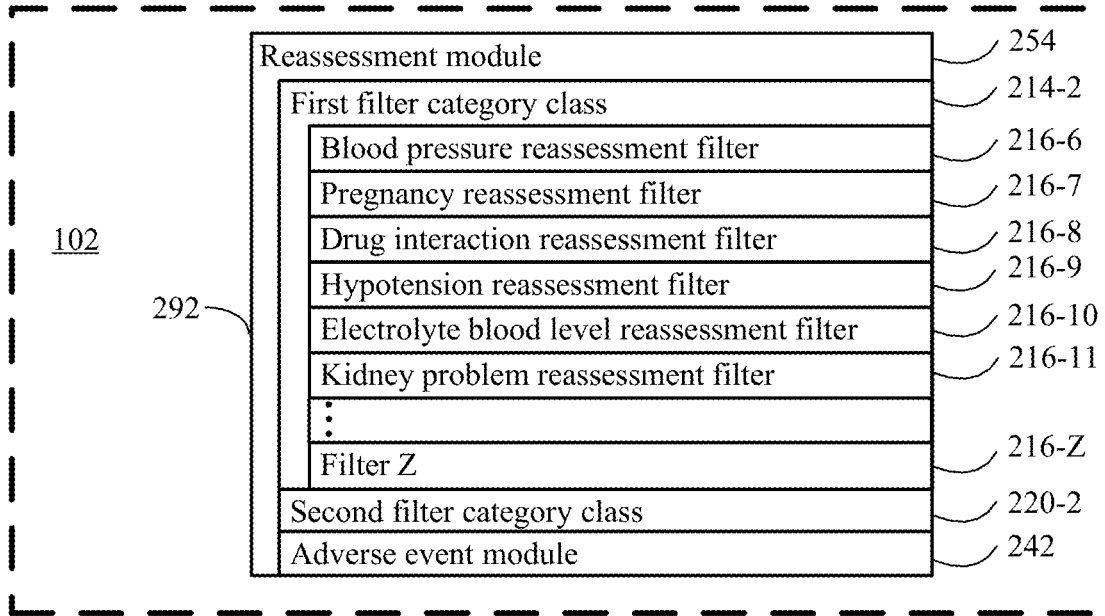 Reassessment module 254
First filter category class 214-2
Blood pressure reassessment filter 216-6
Pregnancy reassessment filter 216-7
102 Drug interaction reassessment filter 216-8
Hypotension reassessment filter 216-9
292 Electrolyte blood level reassessment filter 216-10
Kidney problem reassessment filter 216-11
⋮
Filter Z 216-Z
Second filter category class 220-2
Adverse event module 242